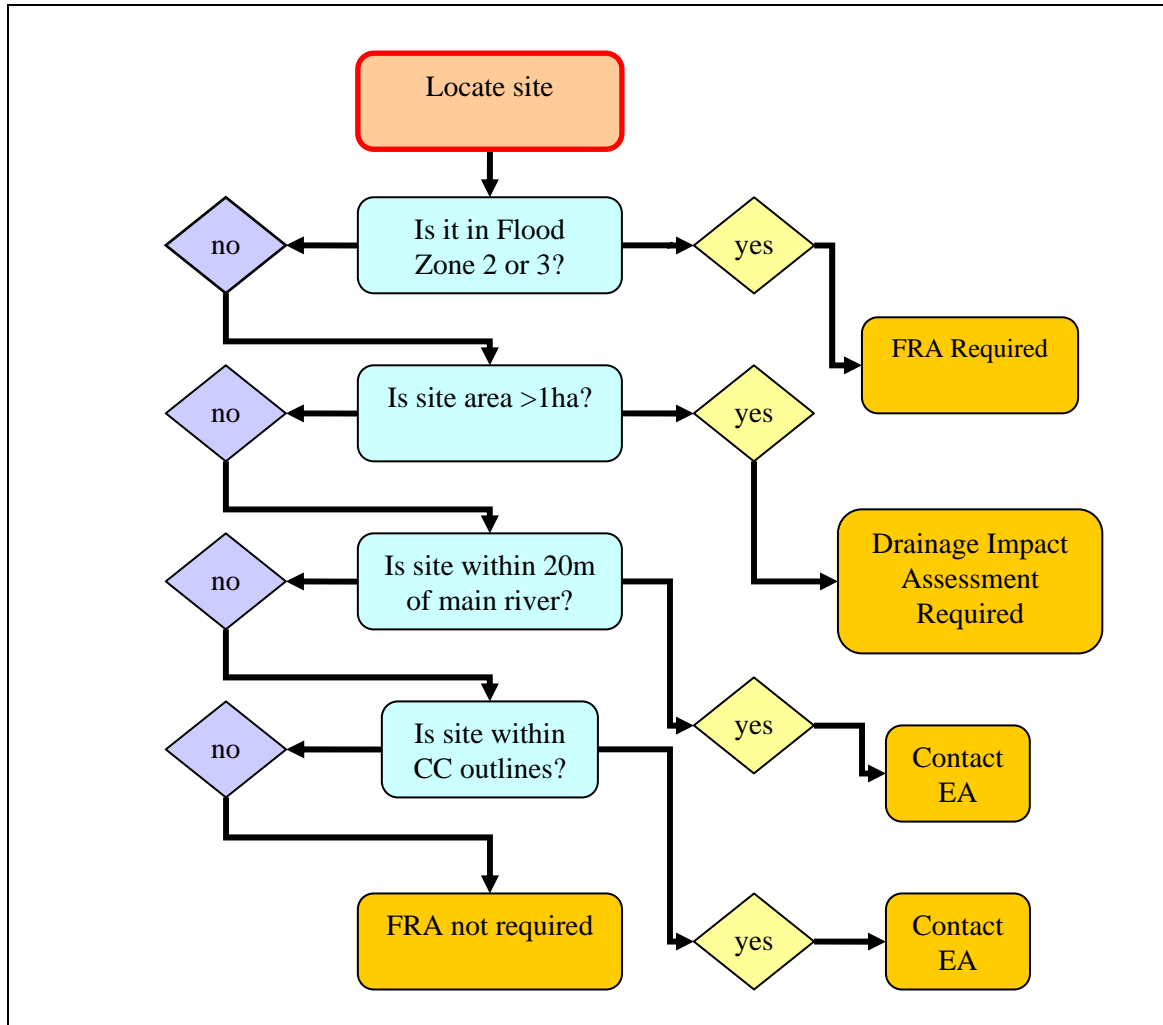 Locate site
no
Is it in Flood
Zone 2 or 3?
yes
FRA Required
no
Is site area >1ha?
yes
Drainage Impact
Assessment
Required
no
Is site within 20m
of main river?
yes
Contact
EA
no
Is site within
CC outlines?
FRA not required
yes
Contact
EA